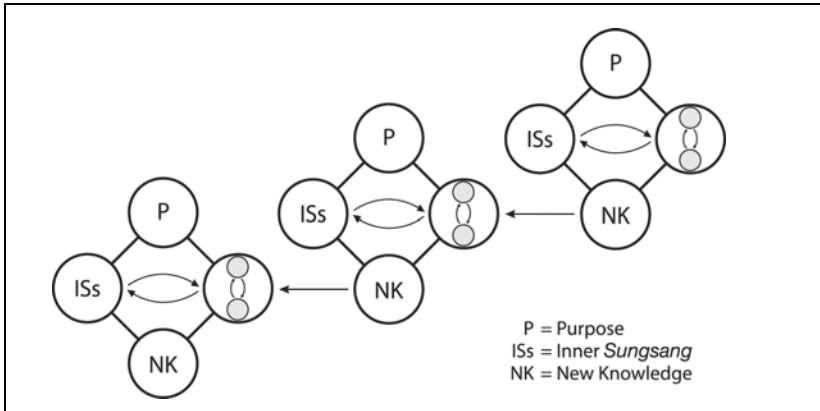 P
ISs
NK
P
ISs
NK
P
ISs
NK
P = Purpose
ISs = Inner Sungsang
NK = New Knowledge